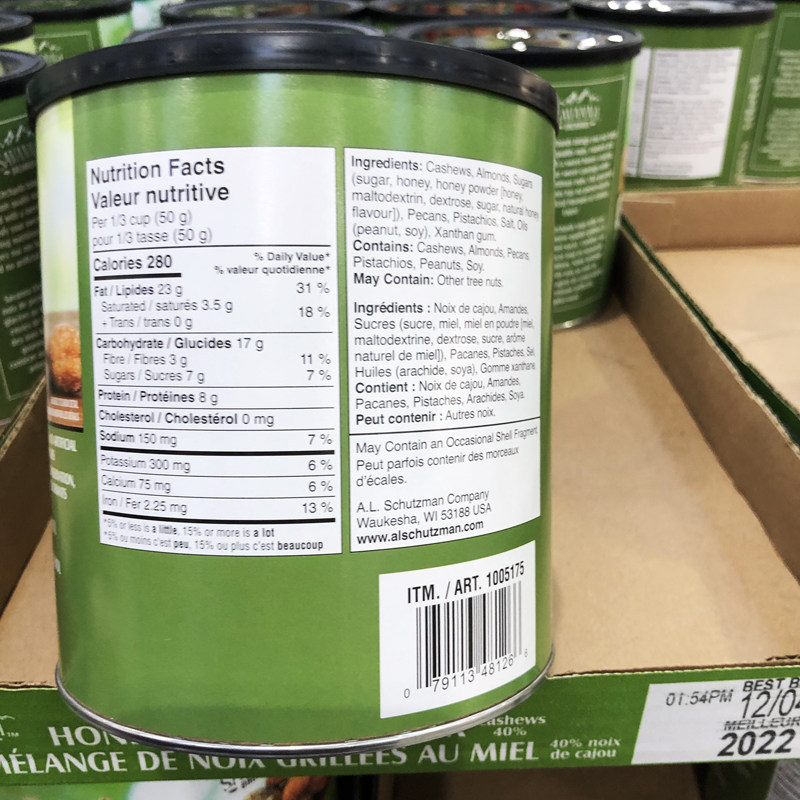 Nutrition Facts
Valeur nutritive
Per 1/3 cup (50 g)
pour 1/3 tasse (50 g)
Calories 280
% Daily Value*
% valeur quotidienne*
Fat / Lipides 23 g 31 %
Saturated / saturés 3.5 g
+ Trans / trans 0 g 18 %
Carbohydrate / Glucides 17 g
Fibre / Fibres 3 g 11 %
Sugars / Sucres 7 g 7 %
Protein / Protéines 8 g
Cholesterol / Cholestérol 0 mg
Sodium 150 mg 7 %
Potassium 300 mg 6 %
Calcium 75 mg 6 %
Iron / Fer 2.25 mg 13 %
*5% or less is a little, 15% or more is a lot
*5% ou moins c'est peu, 15% ou plus c'est beaucoup
Ingredients: Cashews, Almonds, Sugars
(sugar, honey, honey powder [honey,
maltodextrin, dextrose, sugar, natural honey
flavour]), Pecans, Pistachios, Salt, Oils
(peanut, soy), Xanthan gum.
Contains: Cashews, Almonds, Pecans,
Pistachios, Peanuts, Soy.
May Contain: Other tree nuts.
Ingrédients : Noix de cajou, Amandes,
Sucres (sucre, miel, miel en poudre [miel,
maltodextrine, dextrose, sucre, arôme
naturel de miel]), Pacanes, Pistaches, Sel,
Huiles (arachide, soya), Gomme xanthane.
Contient : Noix de cajou, Amandes,
Pacanes, Pistaches, Arachides, Soya.
Peut contenir : Autres noix.
May Contain an Occasional Shell Fragment
Peut parfois contenir des morceaux
d'écales.
A.L. Schutzman Company
Waukesha, WI 53188 USA
www.alschutzman.com
ITM. / ART. 1005175
0 79113 48126 6
HON
ashews
40%
MÉLANGE DE NOIX GRILLÉES AU MIEL
40% noix
de cajou
01:54PM
BEST B
12/0
MEILLEUR
2022